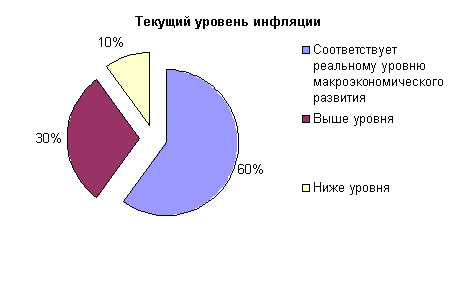 Текущий уровень инфляции
10%
30%
60%
Соответствует
реальному уровню
макроэкономического
развития
Выше уровня
Ниже уровня